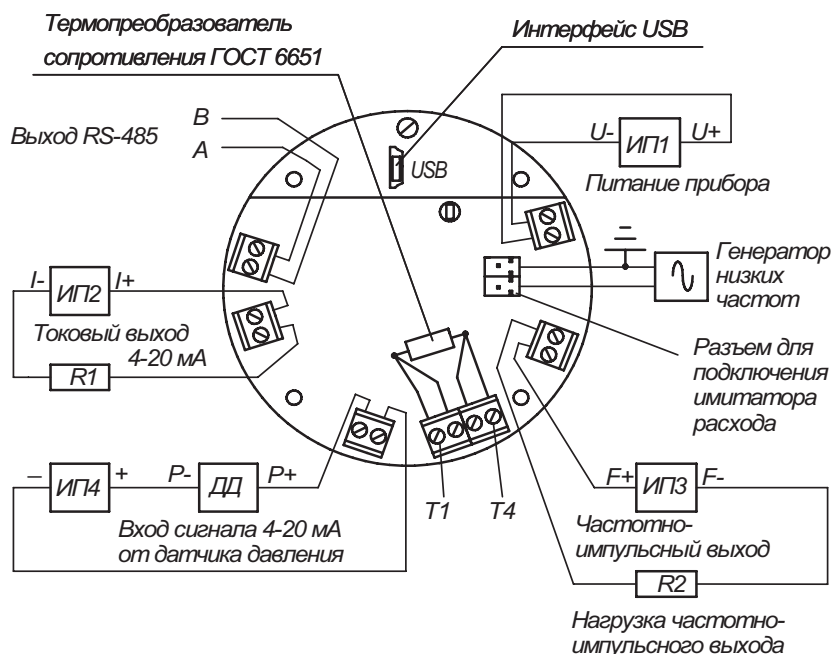 Термопреобразователь
сопротивления ГОСТ 6651
Интерфейс USB
Выход RS-485
B
A
USB
U-
ИП1
U+
Питание прибора
Генератор
низких
частот
I-
ИП2
I+
Токовый выход
4-20 мА
R1
Разъем для
подключения
имитатора
расхода
–
ИП4
+
P-
ДД
P+
Вход сигнала 4-20 мА
от датчика давления
T1
T4
F+
ИП3
F-
Частотно-
импульсный выход
R2
Нагрузка частотно-
импульсного выхода